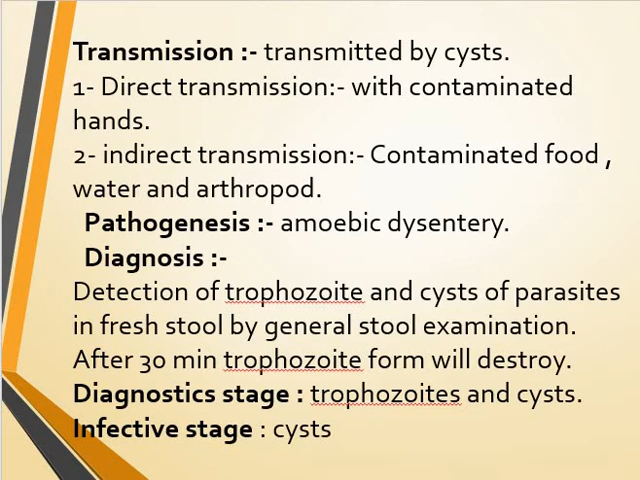 Transmission :- transmitted by cysts.
1- Direct transmission:- with contaminated
hands.
2- indirect transmission:- Contaminated food ,
water and arthropod.
Pathogenesis :- amoebic dysentery.
Diagnosis :-
Detection of trophozoite and cysts of parasites
in fresh stool by general stool examination.
After 30 min trophozoite form will destroy.
Diagnostics stage : trophozoites and cysts.
Infective stage : cysts